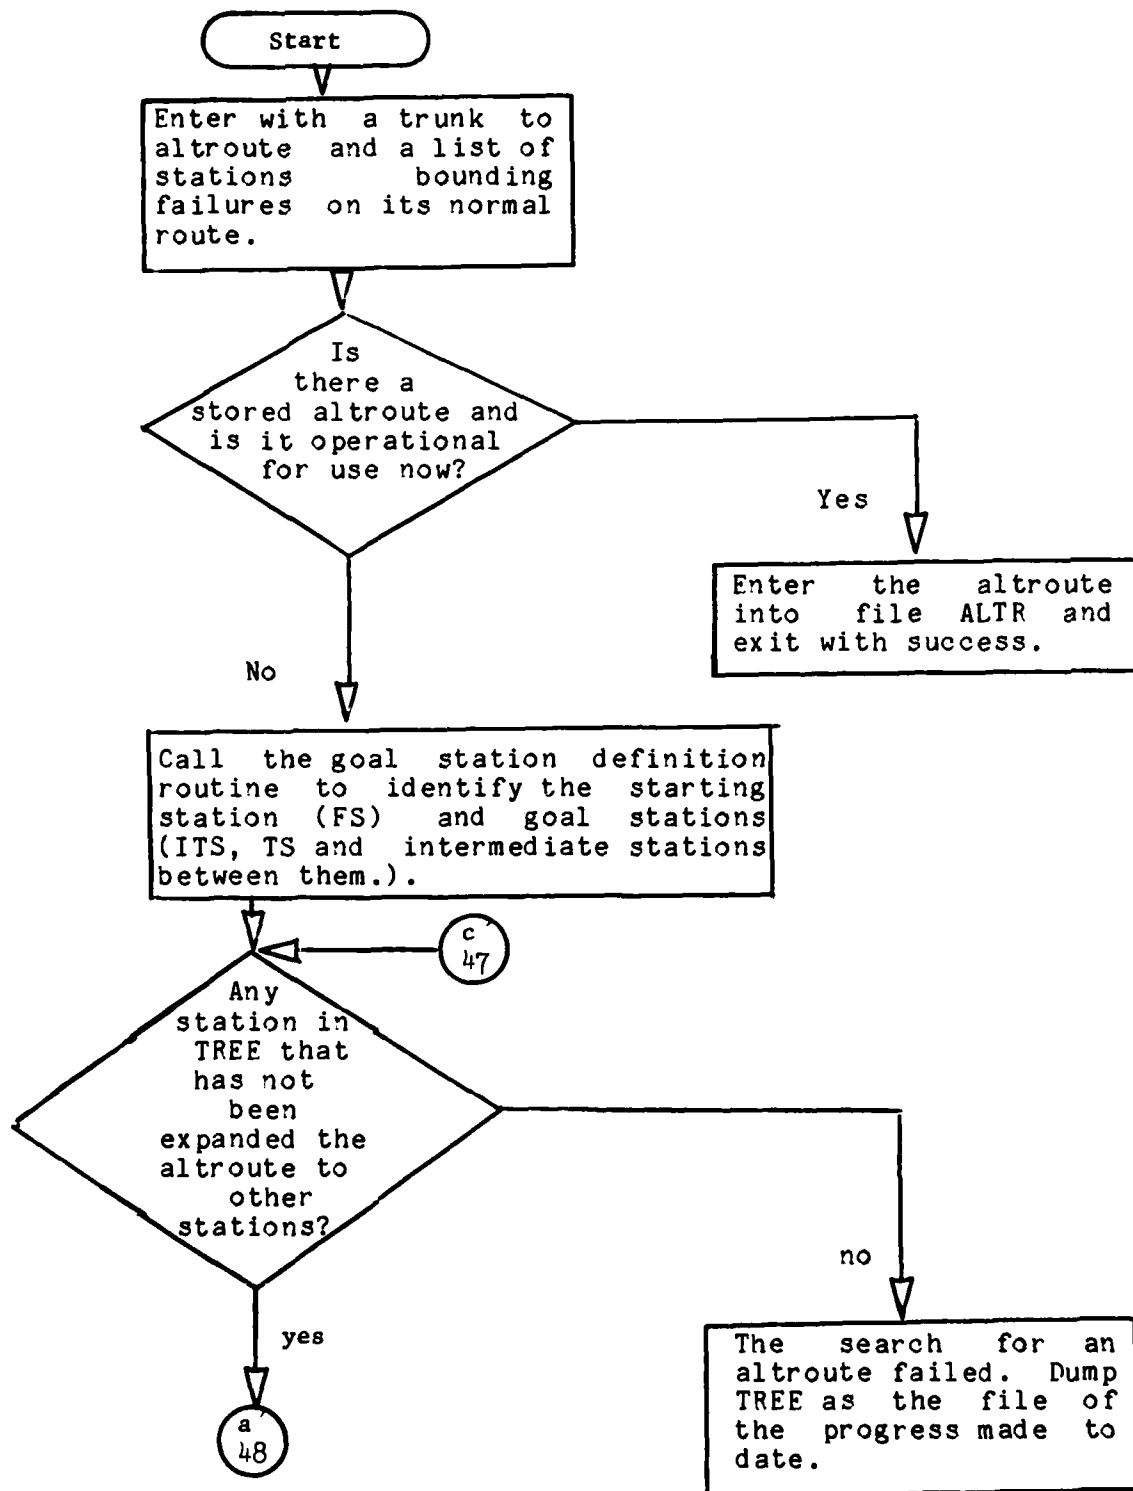 Start
Enter with a trunk to
altroute and a list of
stations bounding
failures on its normal
route.
Is
there a
stored altroute and
is it operational
for use now?
Yes
Enter the altroute
into file ALTR and
exit with success.
No
Call the goal station definition
routine to identify the starting
station (FS) and goal stations
(ITS, TS and intermediate stations
between them.).
c
47
Any
station in
TREE that
has not
been
expanded the
altroute to
other
stations?
no
yes
The search for an
altroute failed. Dump
TREE as the file of
the progress made to
date.
a
48